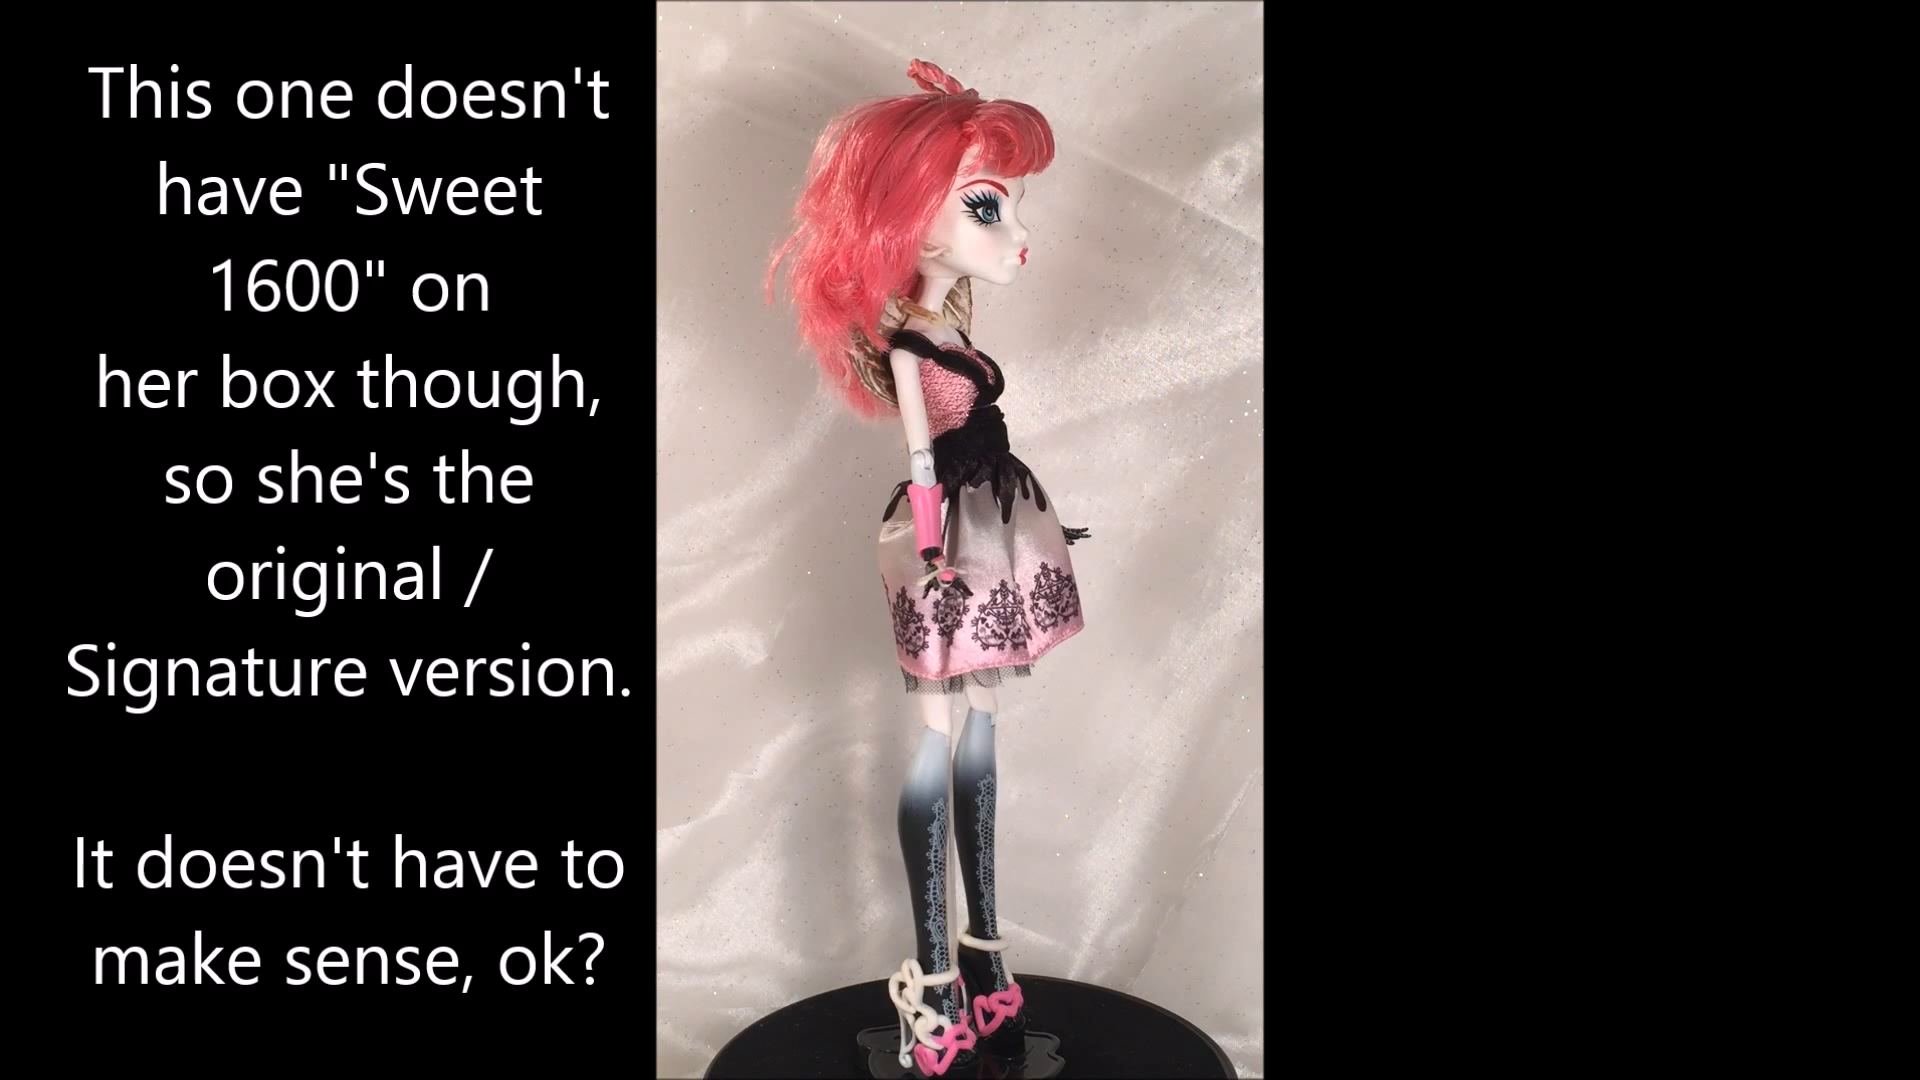 This one doesn't
have "Sweet
1600" on
her box though,
so she's the
original /
Signature version.
It doesn't have to
make sense, ok?